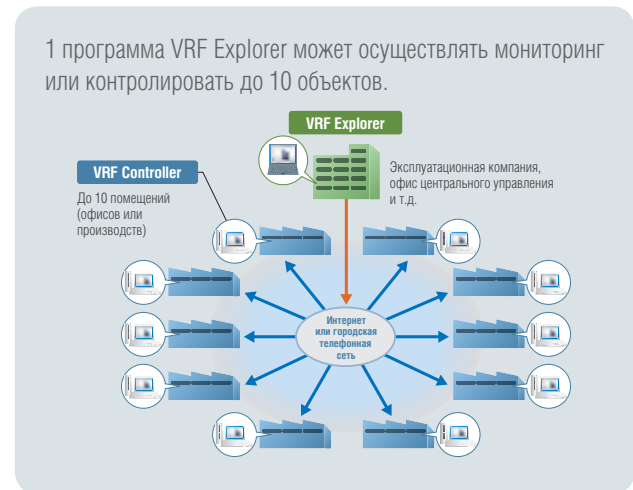 1 программа VRF Explorer может осуществлять мониторинг
или контролировать до 10 объектов.
VRF Explorer
VRF Controller
До 10 помещений
(офисов или
производств)
Эксплуатационная компания,
офис центрального управления
и т.д.
Интернет
или городская
телефонная
сеть